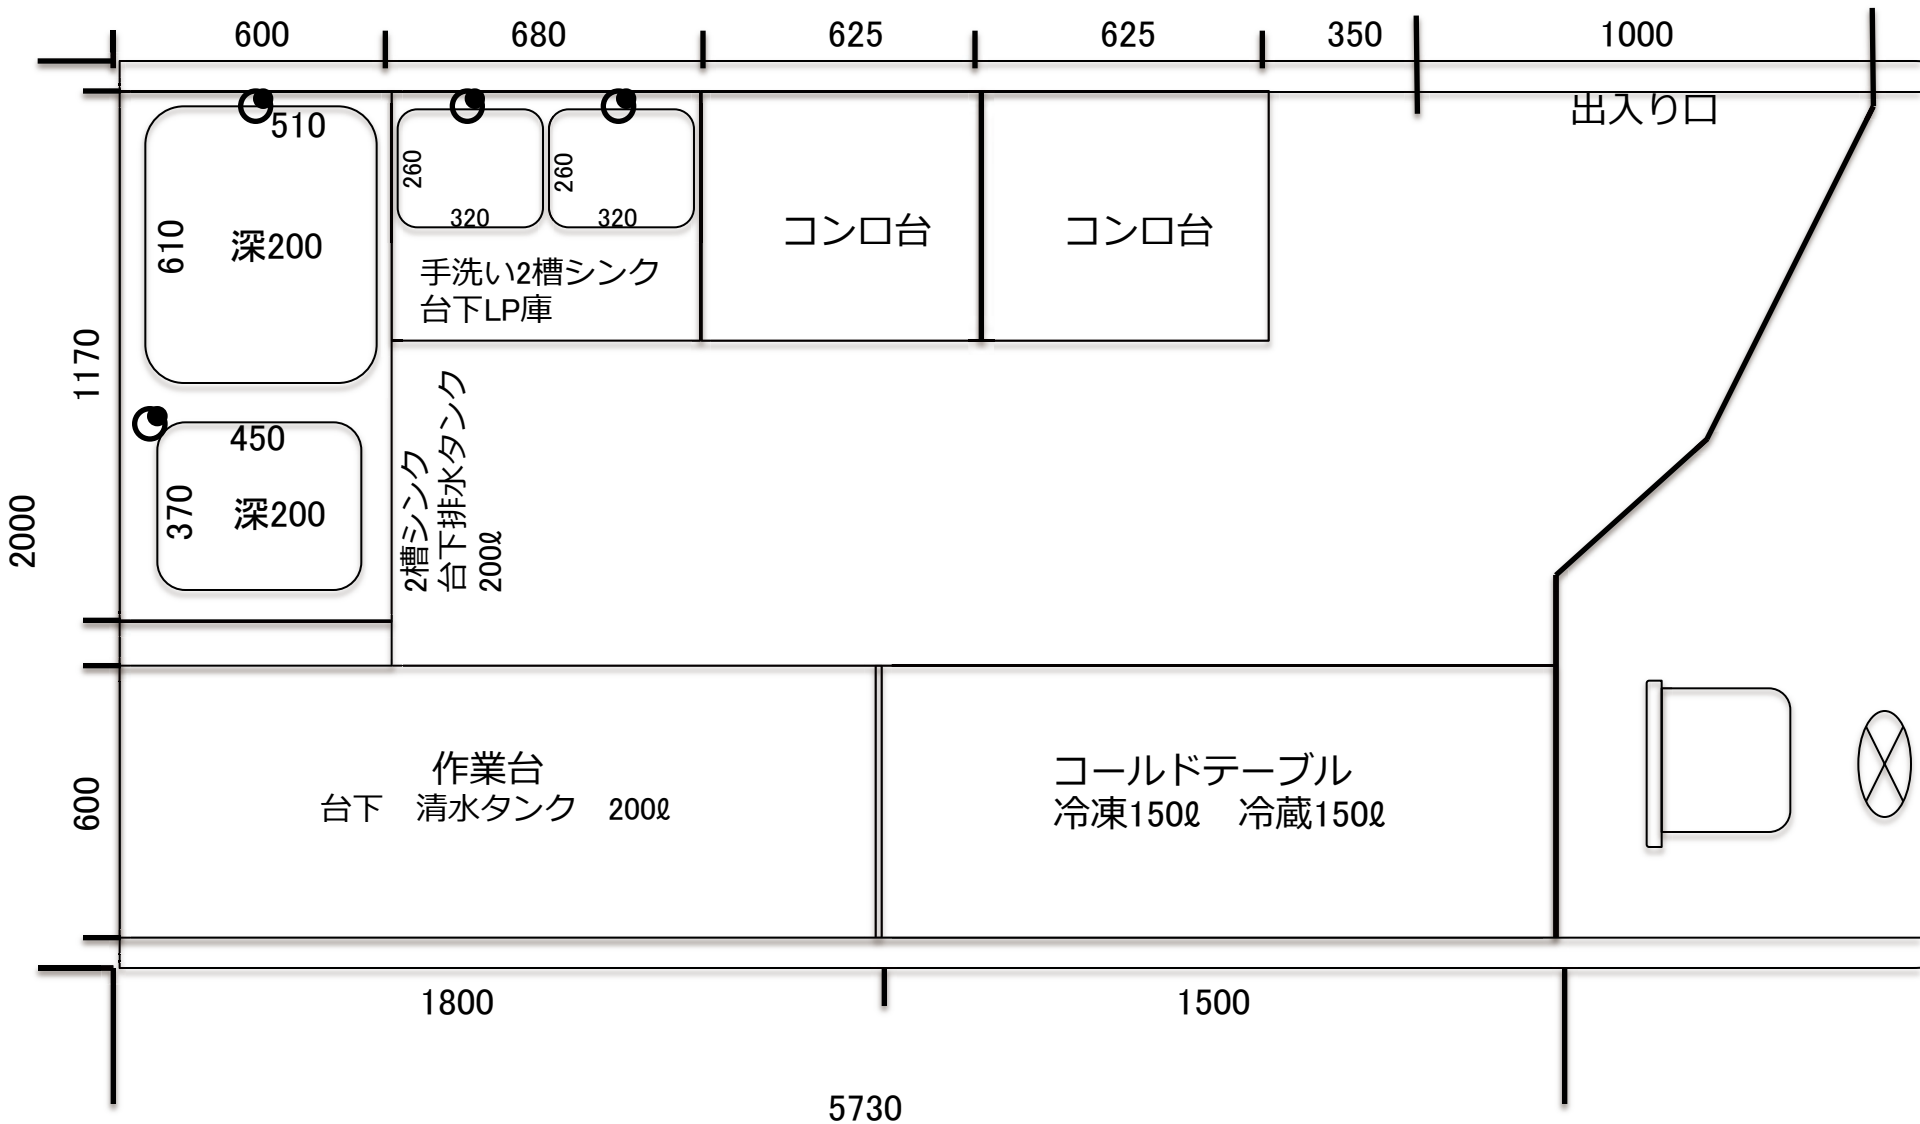 600
680
625
625
350
1000
出入り口
510
610
深200
260
320
260
320
手洗い2槽シンク
台下LP庫
コンロ台
コンロ台
1170
2000
450
370
深200
2槽シンク
台下排水タンク
200ℓ
600
作業台
台下　清水タンク　200ℓ
コールドテーブル
冷凍150ℓ　冷蔵150ℓ
1800
1500
5730